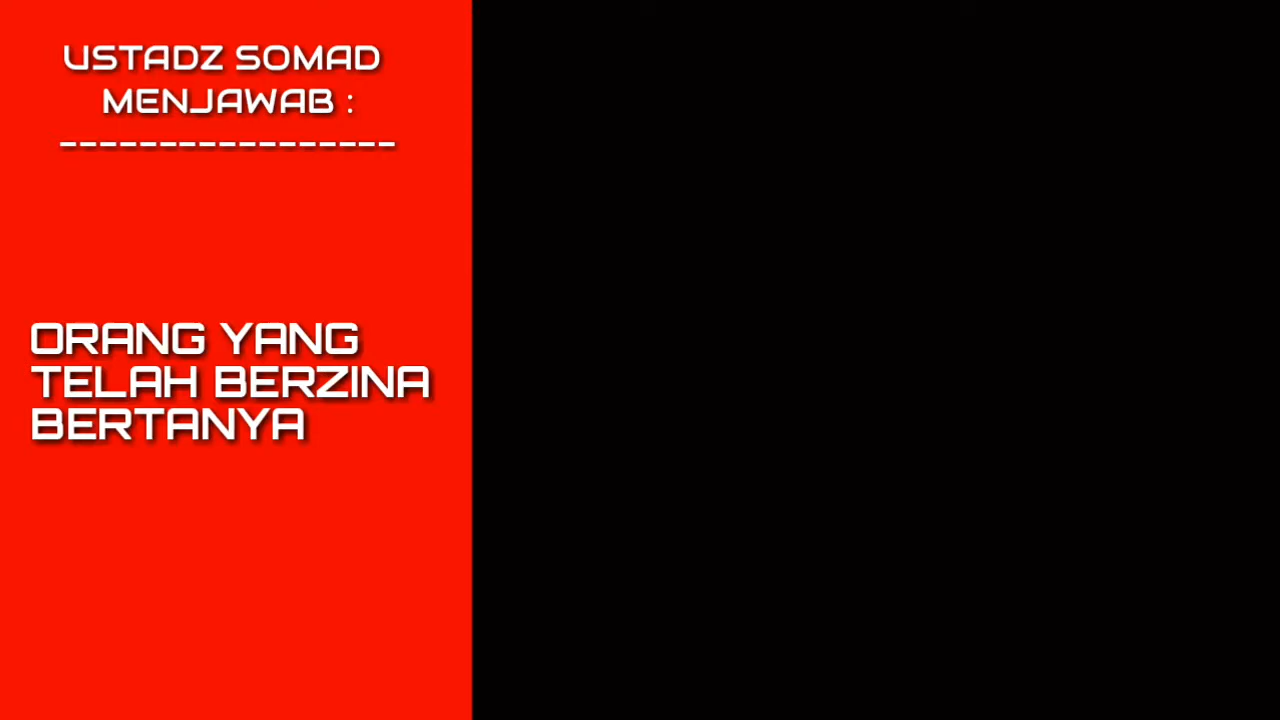 USTADZ SOMAD
MENJAWAB :
-----------------
ORANG YANG
TELAH BERZINA
BERTANYA